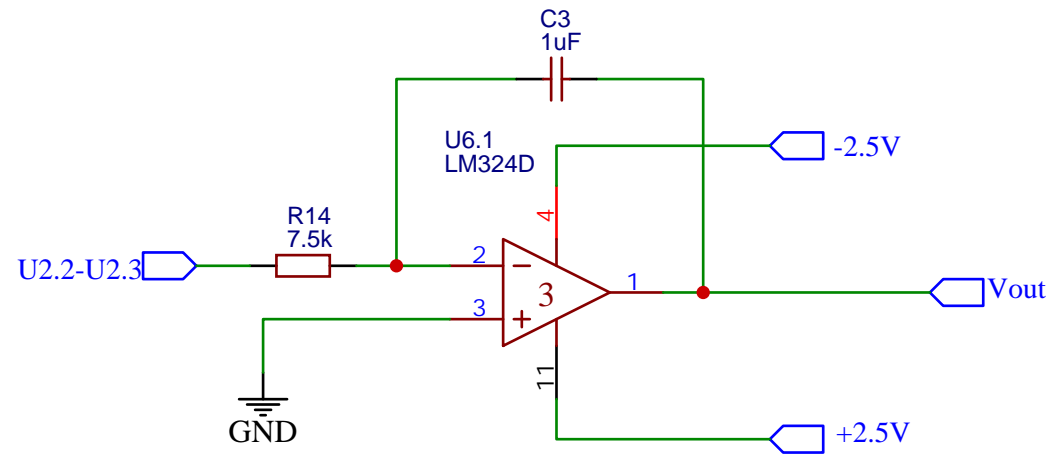 C3
1uF
U6.1
LM324D
-2.5V
4
R14
7.5k
U2.2-U2.3
2
3
1
Vout
3
11
GND
+2.5V